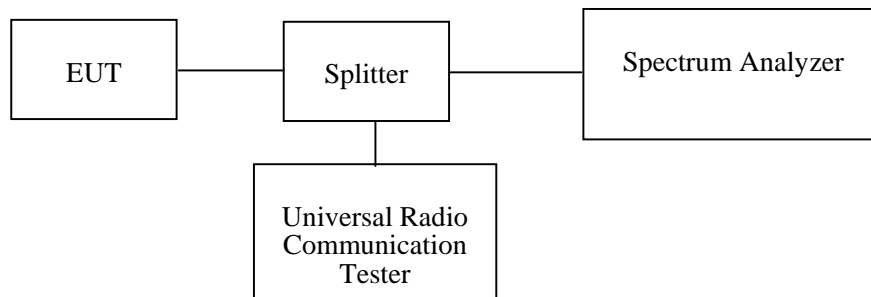 EUT
Splitter
Spectrum Analyzer
Universal Radio
Communication
Tester